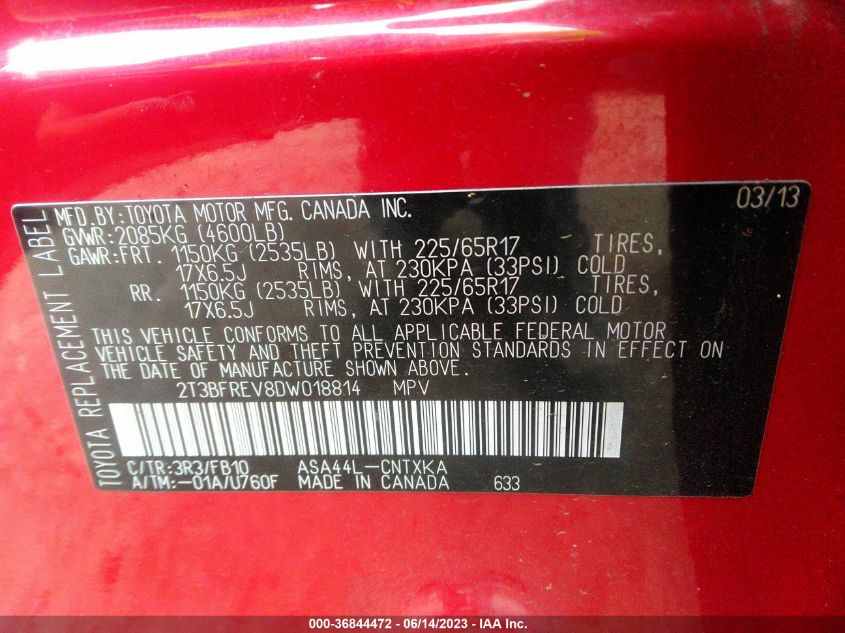 TOYOTA REPLACEMENT LABEL
MFD.BY:TOYOTA MOTOR MFG. CANADA INC. 03/13
GVWR:2085KG (4600LB)
GAWR:FRT. 1150KG (2535LB) WITH 225/65R17 TIRES,
17X6.5J RIMS, AT 230KPA (33PSI) COLD
RR. 1150KG (2535LB) WITH 225/65R17 TIRES,
17X6.5J RIMS, AT 230KPA (33PSI) COLD
THIS VEHICLE CONFORMS TO ALL APPLICABLE FEDERAL MOTOR
VEHICLE SAFETY AND THEFT PREVENTION STANDARDS IN EFFECT ON
THE DATE OF MANUFACTURE SHOWN ABOVE.
2T3BFREV8DW018814 MPV
C/TR:3R3/FB10 ASA44L-CNTXKA
A/TM:-01A/U760F MADE IN CANADA 633
000-36844472 - 06/14/2023 - IAA Inc.